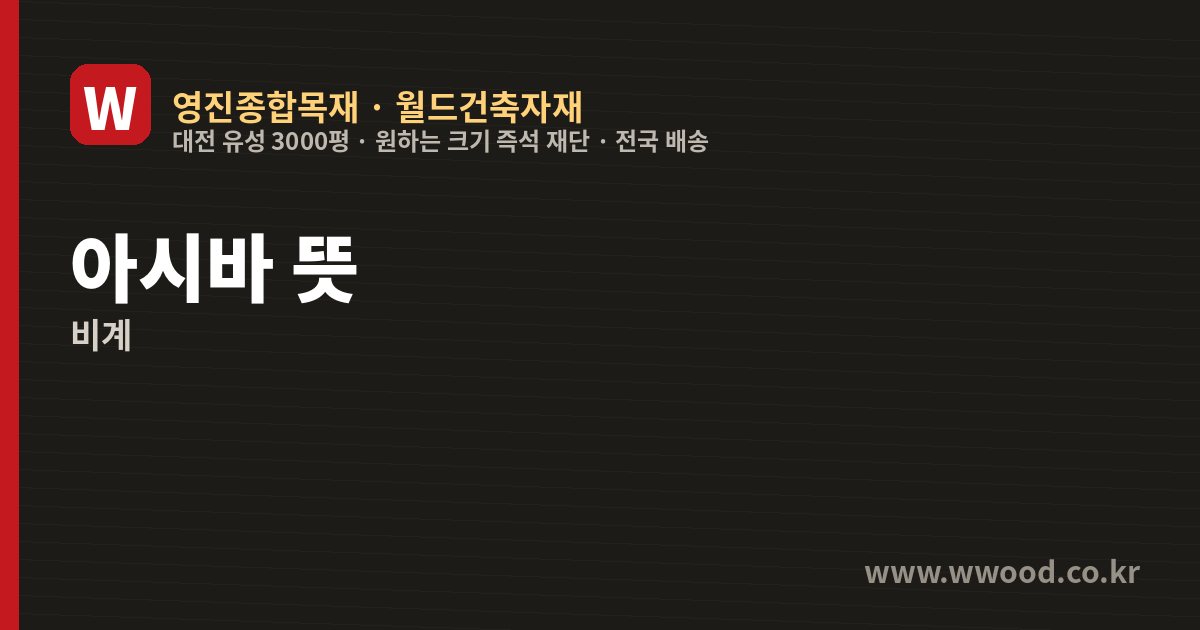 W
영진종합목재 · 월드건축자재
대전 유성 3000평 · 원하는 크기 즉석 재단 · 전국 배송
아시바 뜻
비계
www.wwood.co.kr